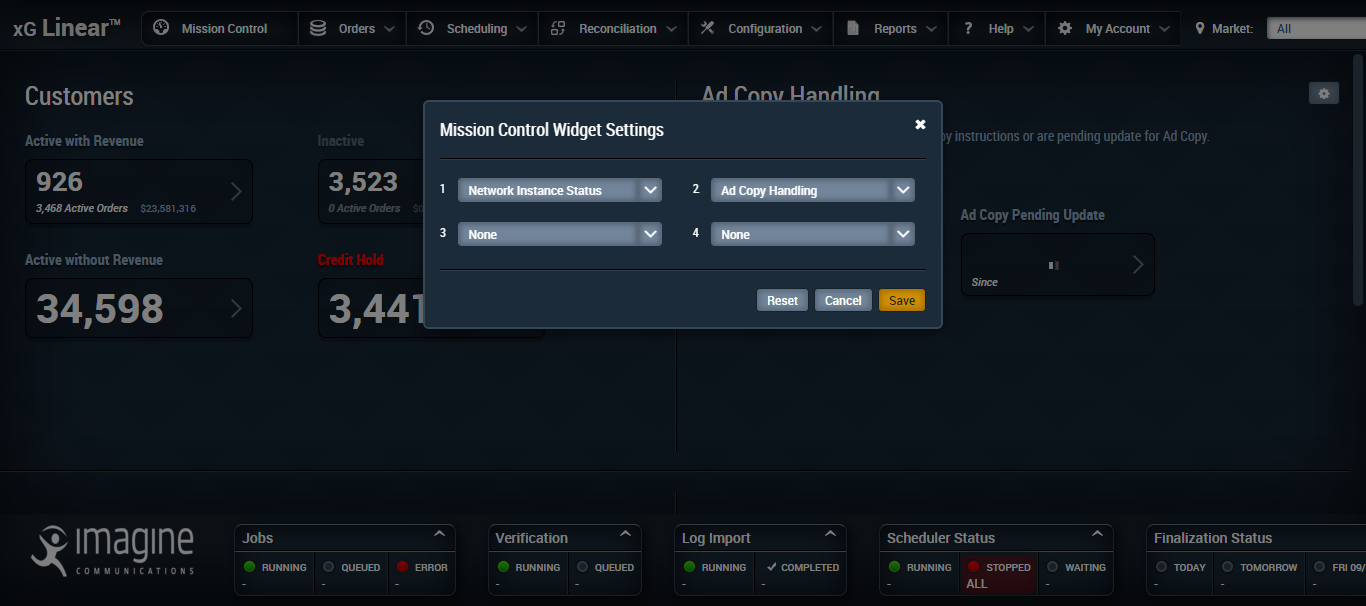 xG Linear™ Mission Control Orders Scheduling Reconciliation Configuration Reports ? Help My Account Market: All
Customers
Ad Copy Handling
Active with Revenue
Inactive
926
3,468 Active Orders $23,581,316
3,523
0 Active Orders
Active without Revenue
34,598
Credit Hold
3,441
Mission Control Widget Settings
1 Network Instance Status
2 Ad Copy Handling
3 None
4 None
Reset Cancel Save
instructions or are pending update for Ad Copy.
Ad Copy Pending Update
Since
imagine
COMMUNICATIONS
Jobs
RUNNING QUEUED ERROR
- - -
Verification
RUNNING QUEUED
- -
Log Import
RUNNING COMPLETED
- -
Scheduler Status
RUNNING STOPPED WAITING
- ALL -
Finalization Status
TODAY TOMORROW FRI 09/
- - -